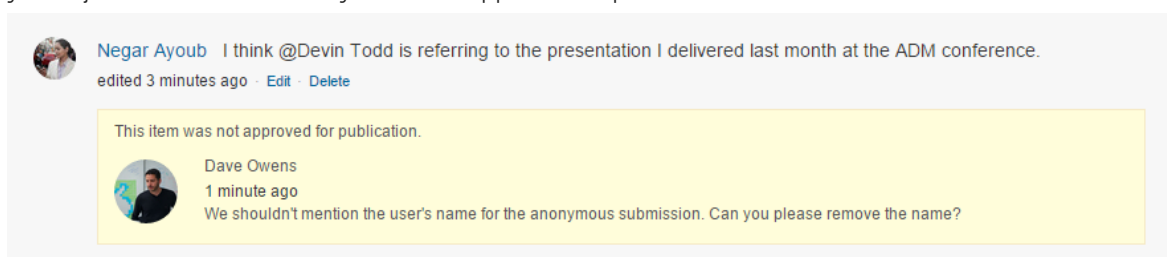 Negar Ayoub I think @Devin Todd is referring to the presentation I delivered last month at the ADM conference.
edited 3 minutes ago · Edit · Delete
This item was not approved for publication.
Dave Owens
1 minute ago
We shouldn't mention the user's name for the anonymous submission. Can you please remove the name?